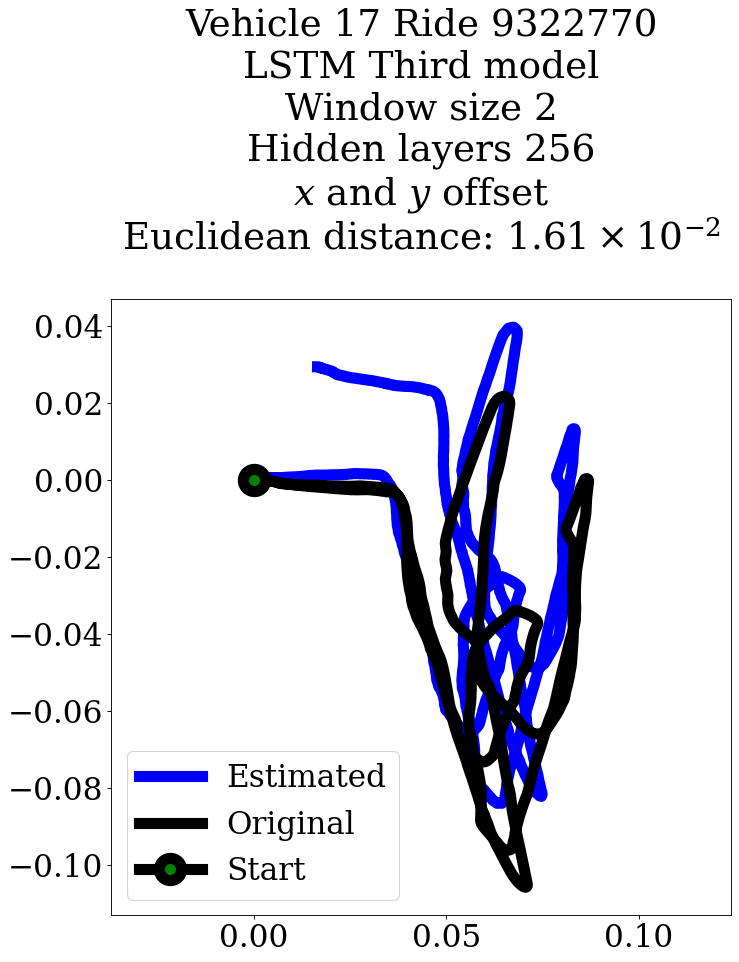 Vehicle 17 Ride 9322770
LSTM Third model
Window size 2
Hidden layers 256
x and y offset
Euclidean distance: 1.61 × 10⁻²
0.04
0.02
0.00
−0.02
−0.04
−0.06
−0.08
−0.10
Estimated
Original
Start
0.00 0.05 0.10